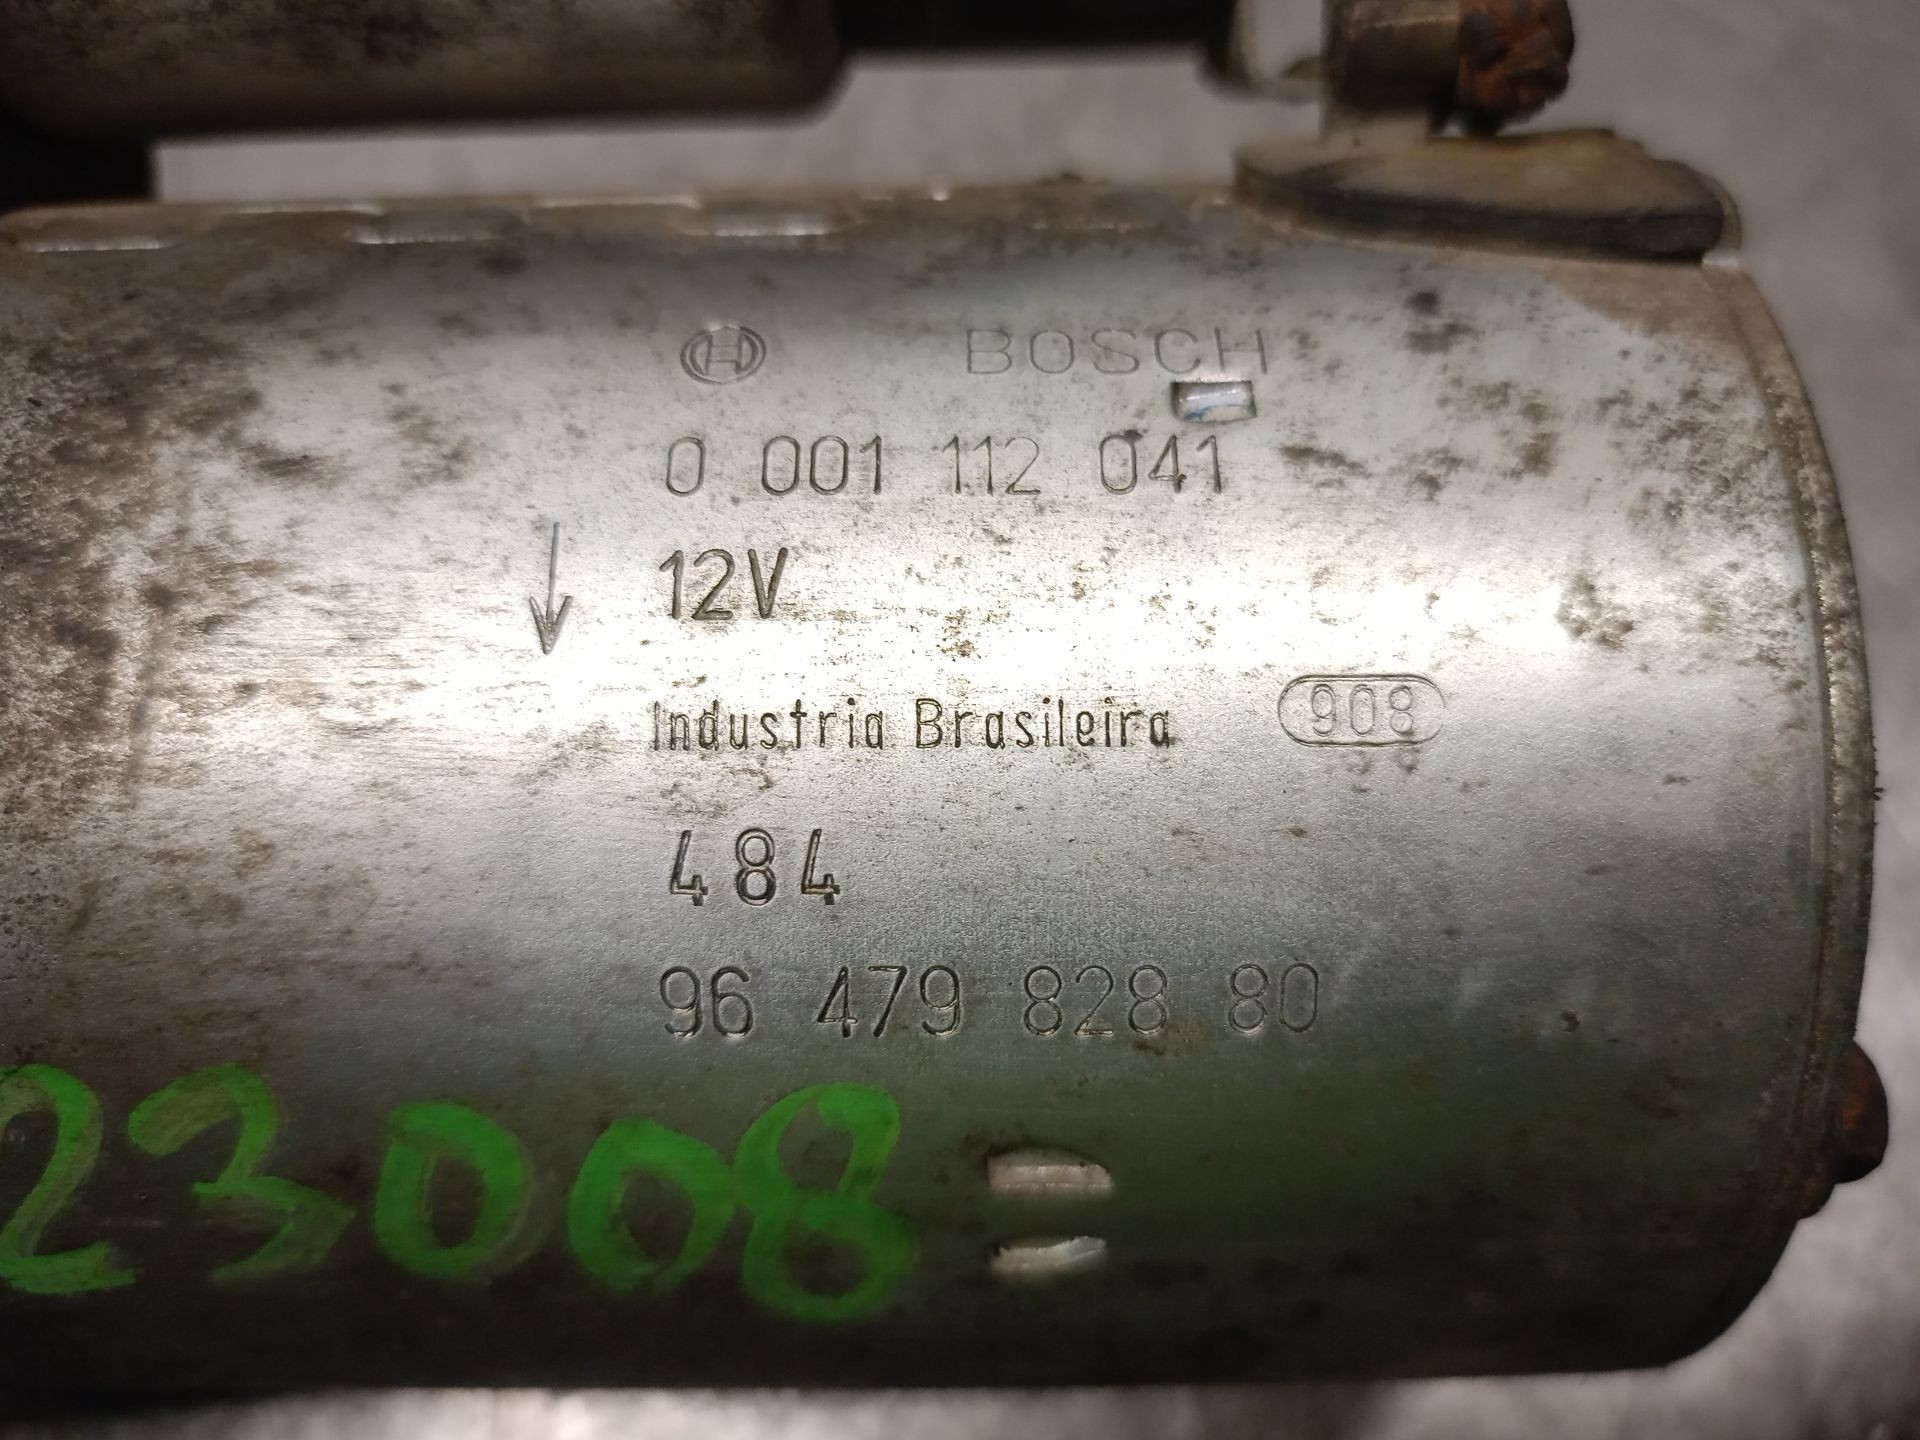 BOSCH
0 001 112 041
12V
Industria Brasileira 908
484
96 479 828 80
23008